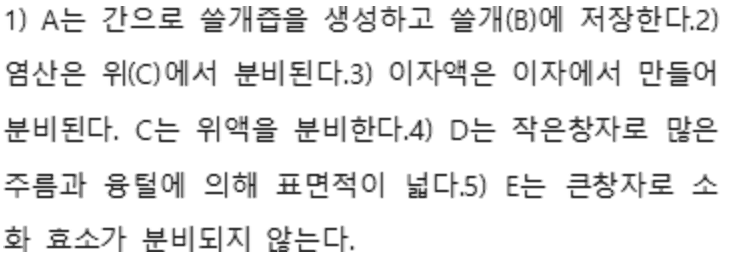 1) A는 간으로 쓸개즙을 생성하고 쓸개(B)에 저장한다.2)
염산은 위(C)에서 분비된다.3) 이자액은 이자에서 만들어
분비된다. C는 위액을 분비한다.4) D는 작은창자로 많은
주름과 융털에 의해 표면적이 넓다.5) E는 큰창자로 소
화 효소가 분비되지 않는다.